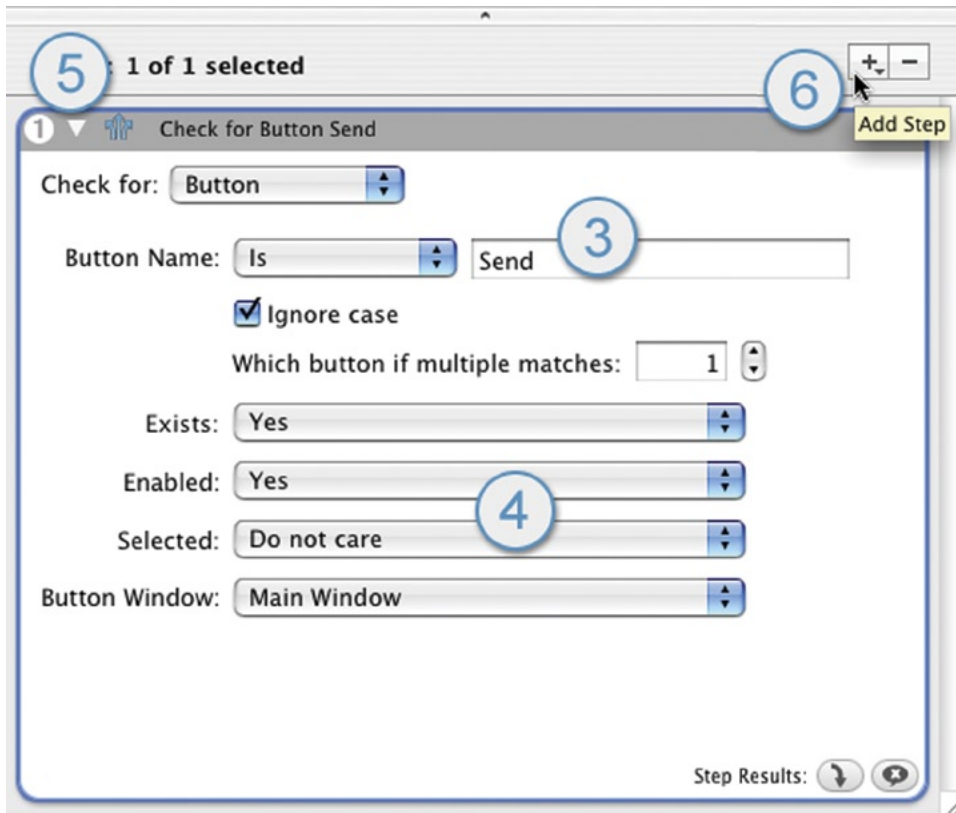 5 : 1 of 1 selected
6 + −
Add Step
1 Check for Button Send
Check for: Button
3
Button Name: Is Send
Ignore case
Which button if multiple matches: 1
Exists: Yes
Enabled: Yes
4
Selected: Do not care
Button Window: Main Window
Step Results: